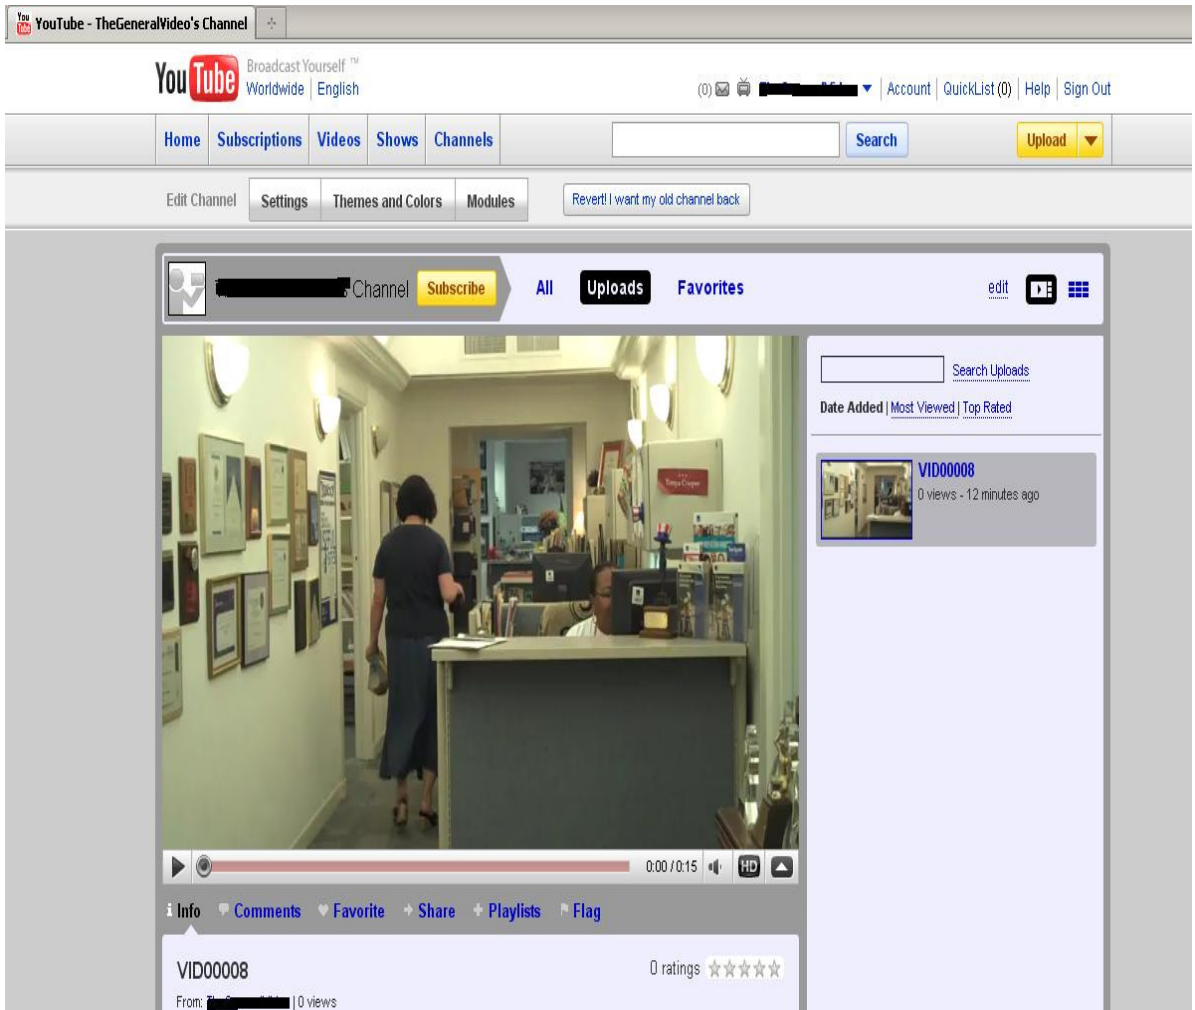 YouTube - TheGeneralVideo's Channel
YouTube
Broadcast Yourself ™
Worldwide | English
(0) | Account | QuickList (0) | Help | Sign Out
Home Subscriptions Videos Shows Channels Search Upload
Edit Channel Settings Themes and Colors Modules Revert! I want my old channel back
Channel Subscribe All Uploads Favorites edit
Search Uploads
Date Added | Most Viewed | Top Rated
VID00008
0 views - 12 minutes ago
0:00 / 0:15 HD
Info Comments Favorite Share Playlists Flag
VID00008 0 ratings
From: | 0 views